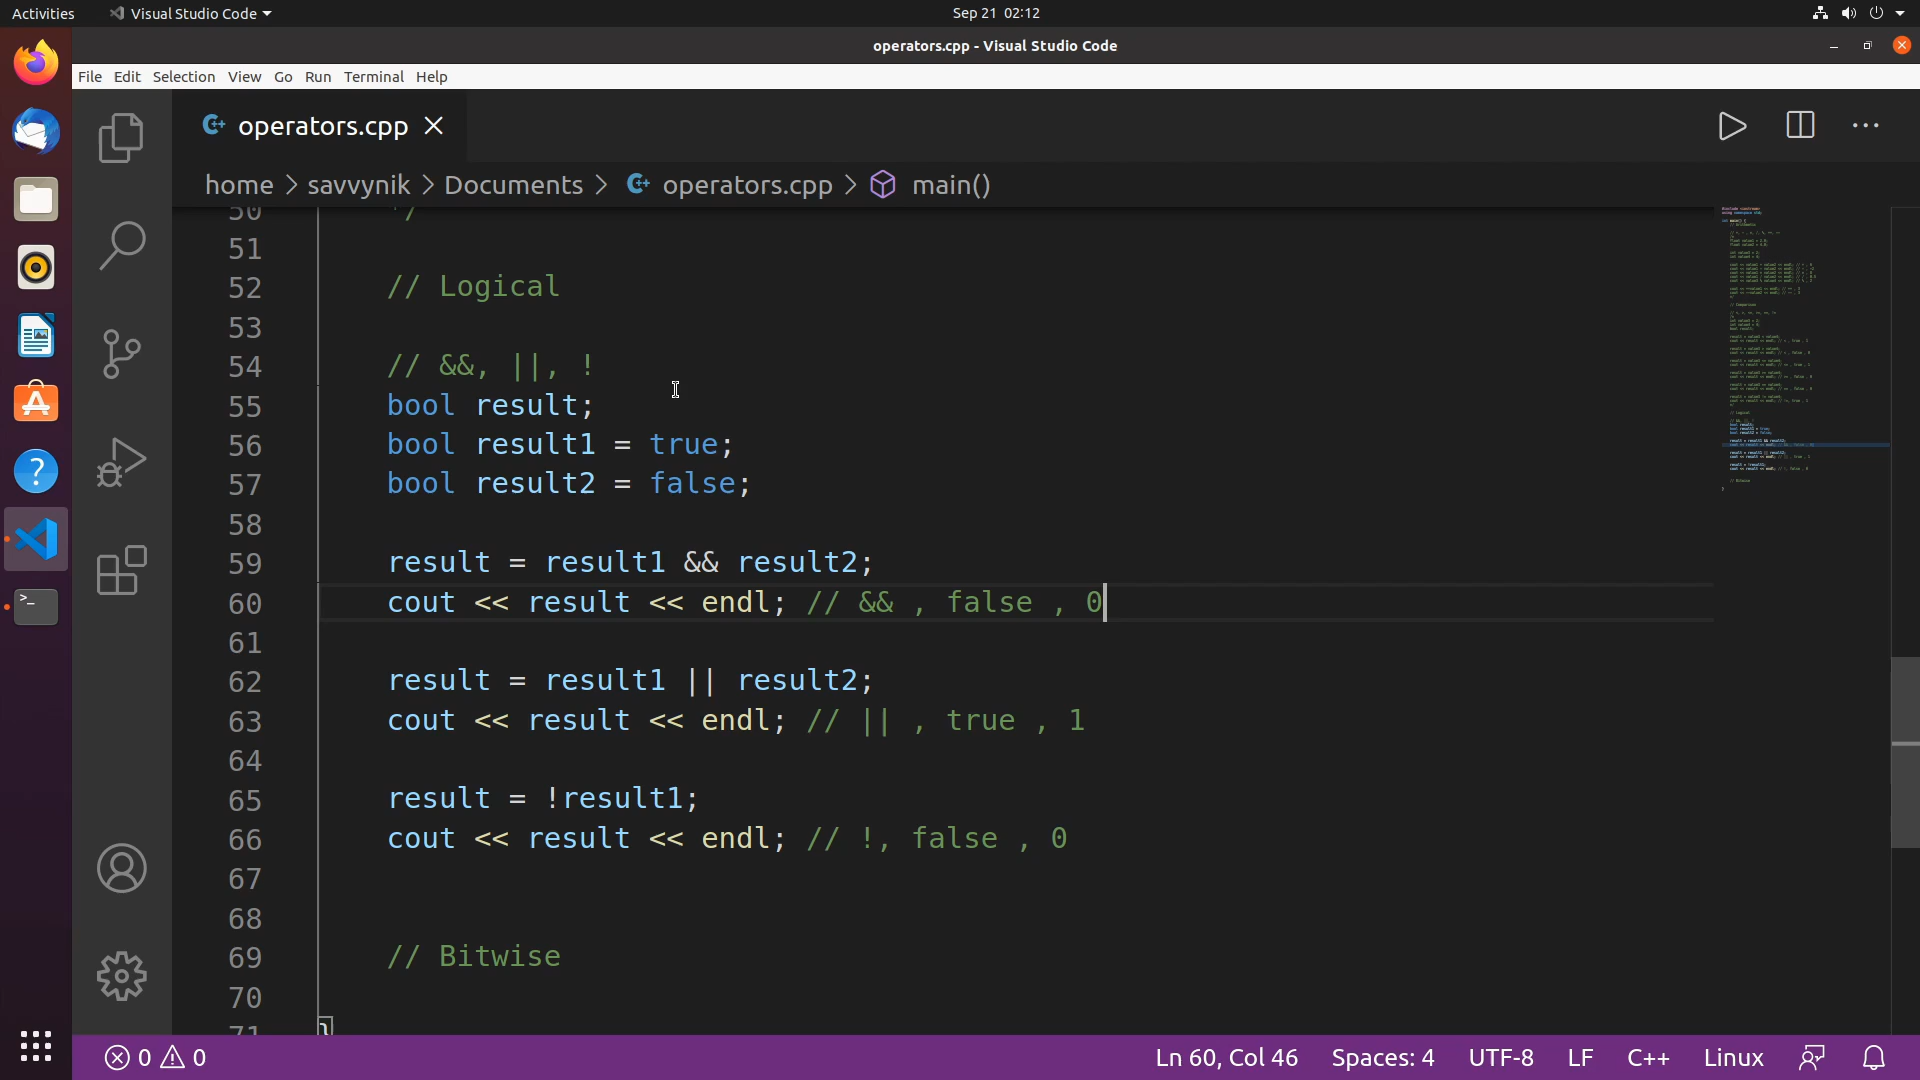 Activities Visual Studio Code Sep 21 02:12
operators.cpp - Visual Studio Code
File Edit Selection View Go Run Terminal Help
operators.cpp
home > savvynik > Documents > operators.cpp > main()
50 */
51
52 // Logical
53
54 // &&, ||, !
55 bool result;
56 bool result1 = true;
57 bool result2 = false;
58
59 result = result1 && result2;
60 cout << result << endl; // && , false , 0
61
62 result = result1 || result2;
63 cout << result << endl; // || , true , 1
64
65 result = !result1;
66 cout << result << endl; // !, false , 0
67
68
69 // Bitwise
70
71 }
0 0 Ln 60, Col 46 Spaces: 4 UTF-8 LF C++ Linux